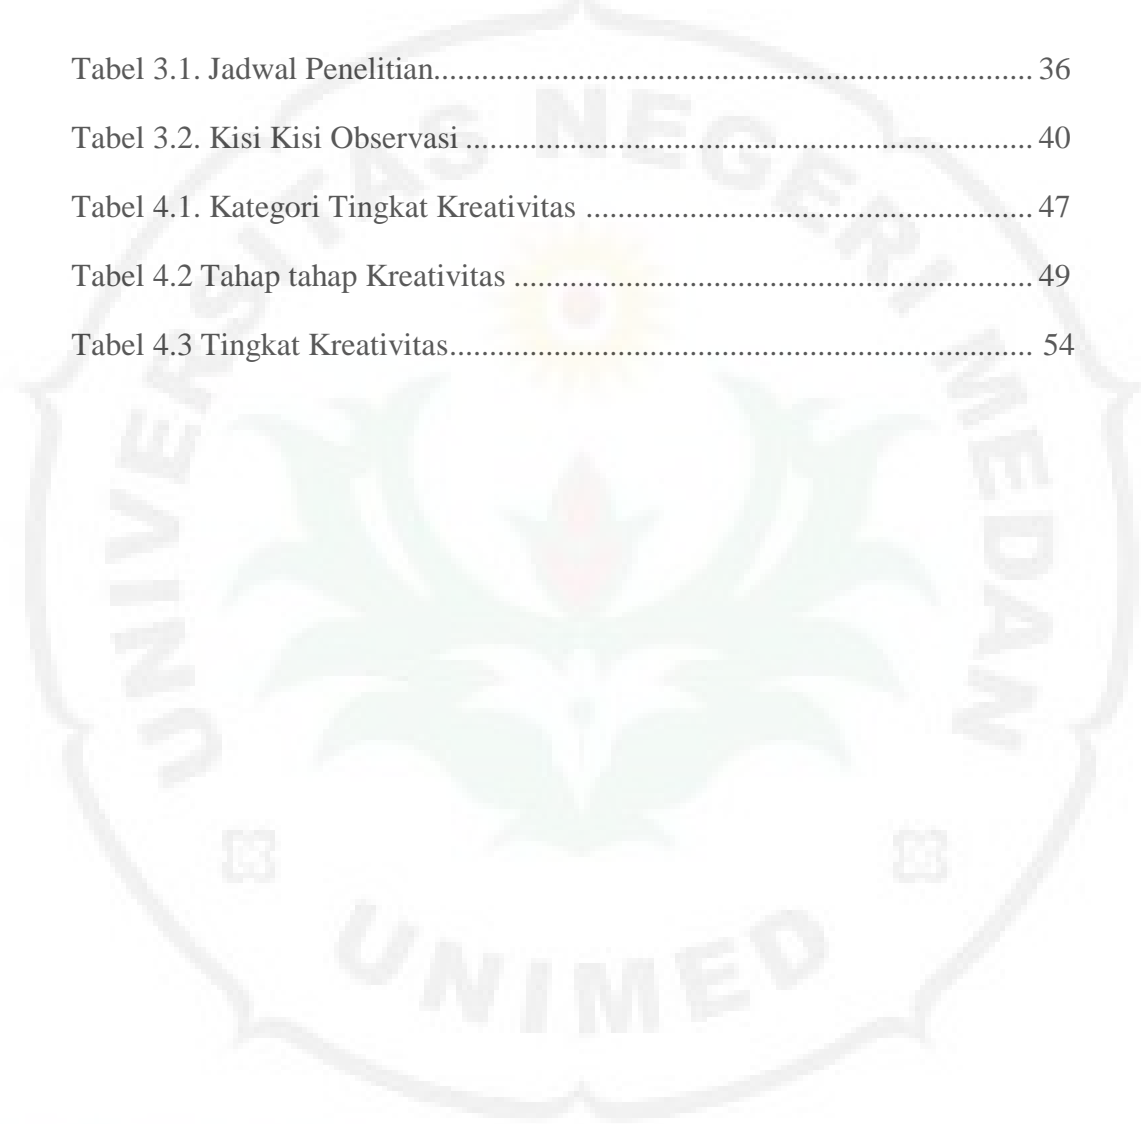 Tabel 3.1. Jadwal Penelitian............................................................................ 36
Tabel 3.2. Kisi Kisi Observasi ........................................................................ 40
Tabel 4.1. Kategori Tingkat Kreativitas ......................................................... 47
Tabel 4.2 Tahap tahap Kreativitas .................................................................. 49
Tabel 4.3 Tingkat Kreativitas.......................................................................... 54
UNIVERSITAS NEGERI MEDAN
UNIMED